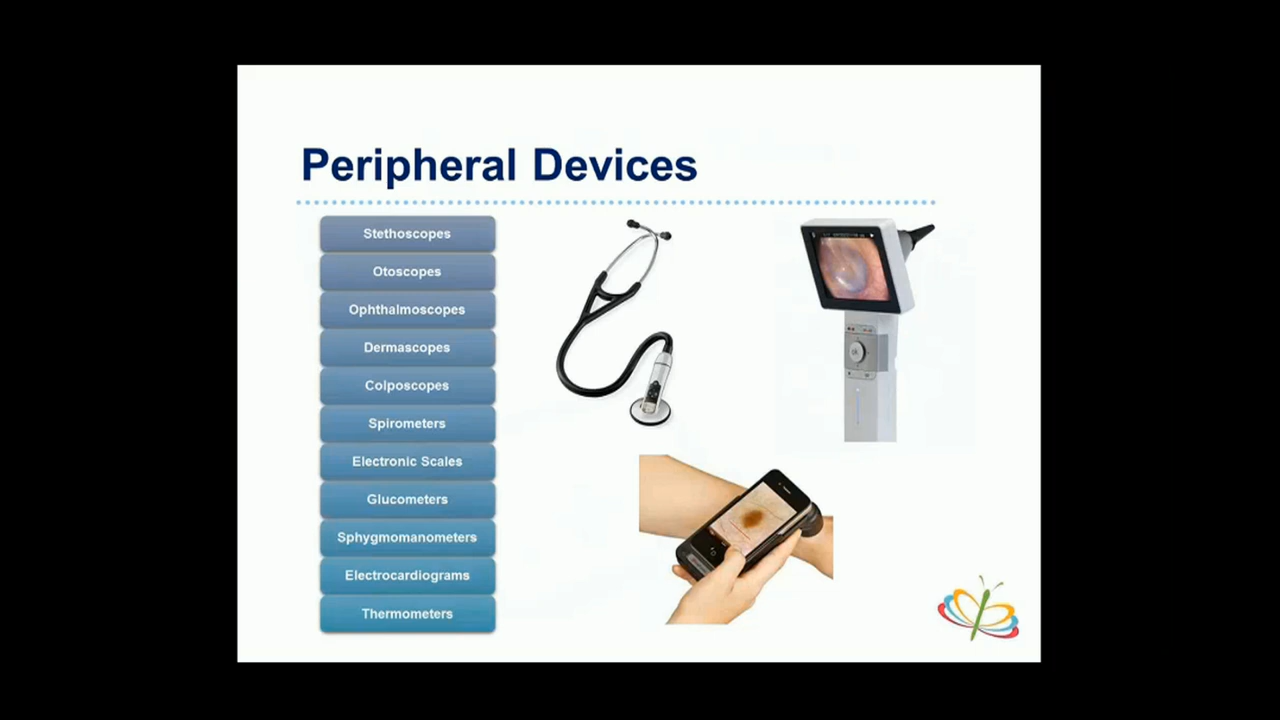 Peripheral Devices
Stethoscopes
Otoscopes
Ophthalmoscopes
Dermascopes
Colposcopes
Spirometers
Electronic Scales
Glucometers
Sphygmomanometers
Electrocardiograms
Thermometers